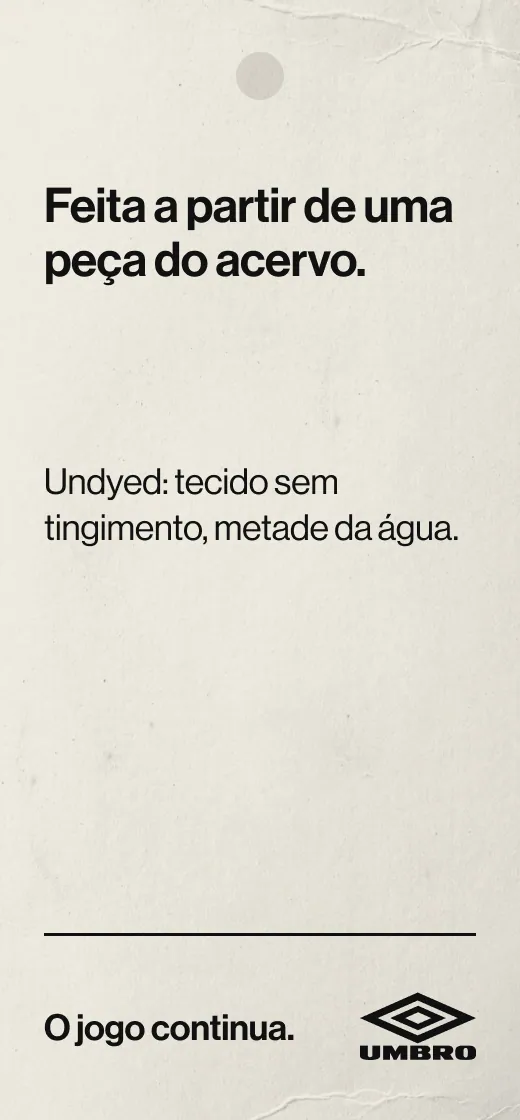 Feita a partir de uma
peça do acervo.
Undyed: tecido sem
tingimento, metade da água.
O jogo continua.
UMBRO